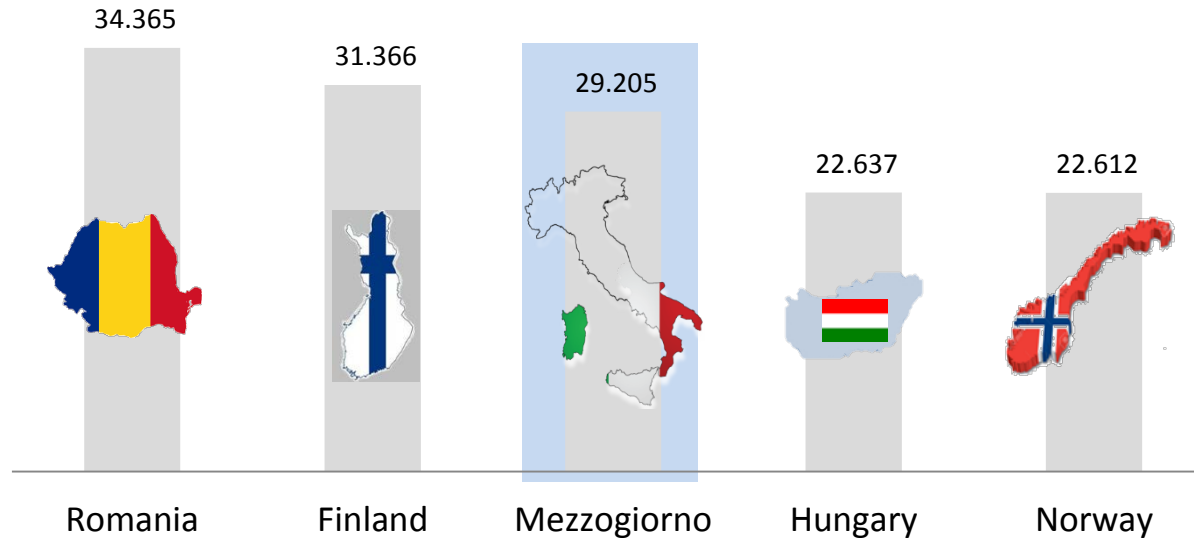 34.365
31.366
29.205
22.637
22.612
Romania
Finland
Mezzogiorno
Hungary
Norway